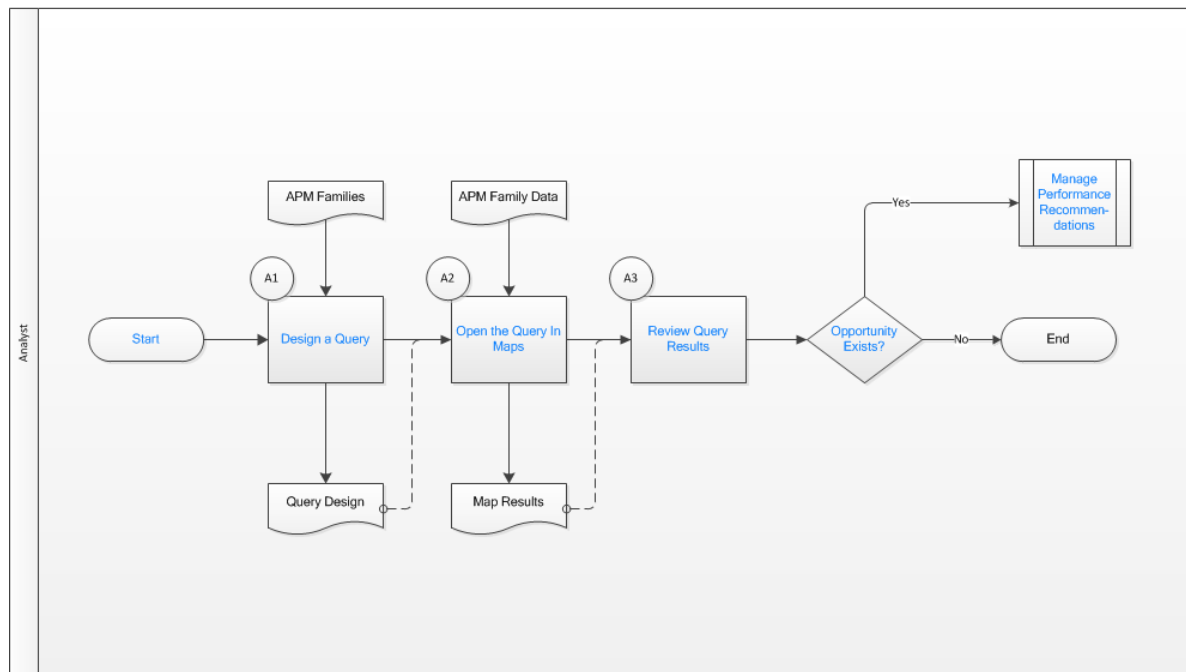 Analyst
APM Families
APM Family Data
Manage
Performance
Recommen-
dations
Yes
A1
A2
A3
Start
Design a Query
Open the Query In
Maps
Review Query
Results
Opportunity
Exists?
No
End
Query Design
Map Results